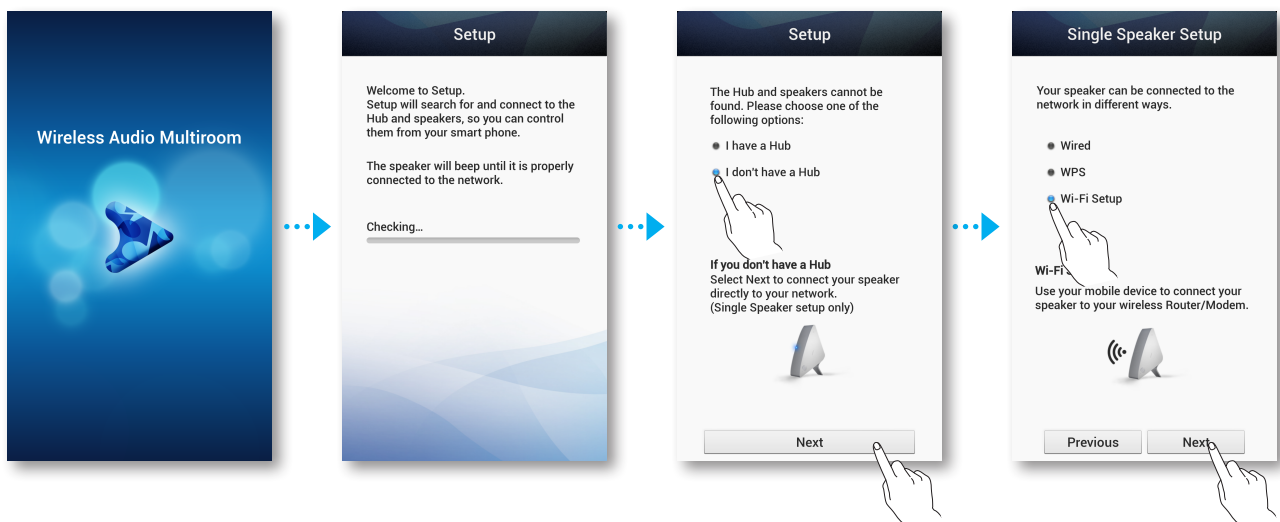 Wireless Audio Multiroom
Setup
Welcome to Setup.
Setup will search for and connect to the
Hub and speakers, so you can control
them from your smart phone.
The speaker will beep until it is properly
connected to the network.
Checking...
Setup
The Hub and speakers cannot be
found. Please choose one of the
following options:
I have a Hub
I don't have a Hub
If you don't have a Hub
Select Next to connect your speaker
directly to your network.
(Single Speaker setup only)
Next
Single Speaker Setup
Your speaker can be connected to the
network in different ways.
Wired
WPS
Wi-Fi Setup
Wi-Fi
Use your mobile device to connect your
speaker to your wireless Router/Modem.
Previous
Next